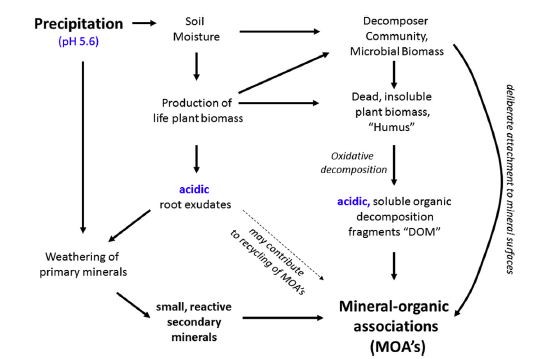 Precipitation
(pH 5.6)
Soil
Moisture
Decomposer
Community,
Microbial Biomass
Production of
life plant biomass
Dead, insoluble
plant biomass,
“Humus”
Oxidative
decomposition
acidic
root exudates
acidic, soluble organic
decomposition
fragments “DOM”
deliberate attachment to mineral surfaces
may contribute
to recycling of MOA's
Weathering of
primary minerals
small, reactive
secondary
minerals
Mineral-organic
associations
(MOA’s)